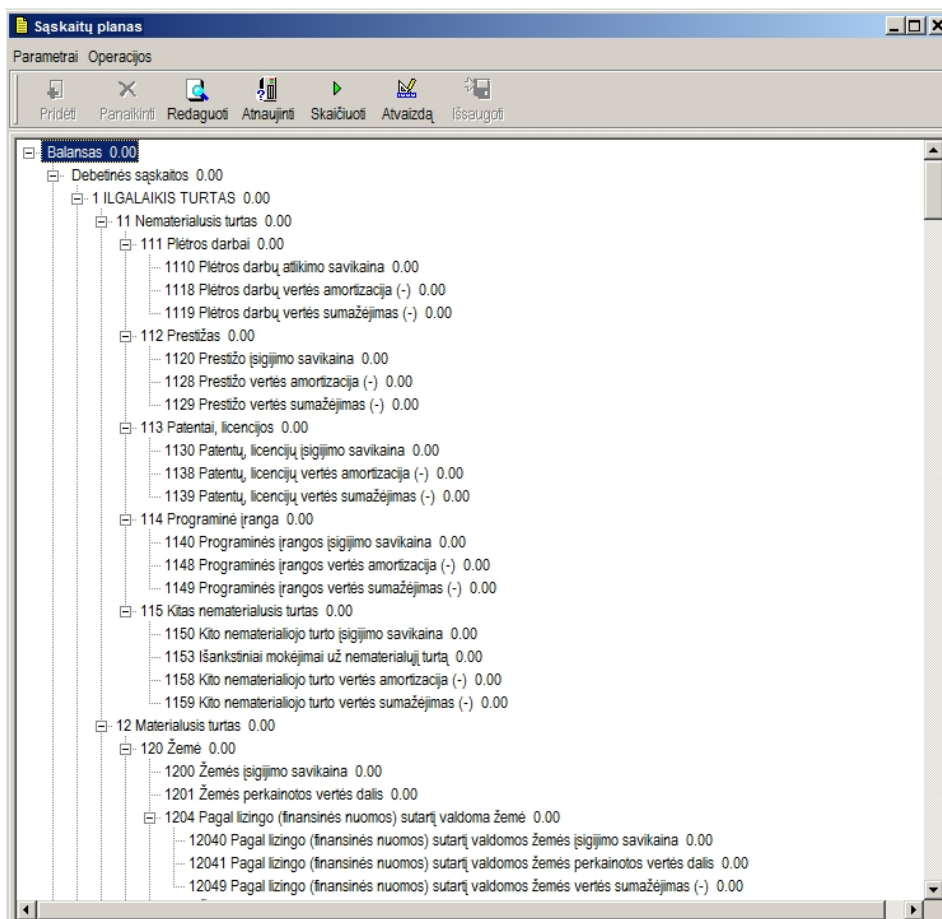 Sąskaitų planas
Parametrai Operacijos
Pridėti Panaikinti Redaguoti Atnaujinti Skaičiuoti Atvaizdą Išsaugoti
Balansas 0.00
Debetinės sąskaitos 0.00
1 ILGALAIKIS TURTAS 0.00
11 Nematerialusis turtas 0.00
111 Plėtros darbai 0.00
1110 Plėtros darbų atlikimo savikaina 0.00
1118 Plėtros darbų vertės amortizacija (-) 0.00
1119 Plėtros darbų vertės sumažėjimas (-) 0.00
112 Prestižas 0.00
1120 Prestižo įsigijimo savikaina 0.00
1128 Prestižo vertės amortizacija (-) 0.00
1129 Prestižo vertės sumažėjimas (-) 0.00
113 Patentai, licencijos 0.00
1130 Patentų, licencijų įsigijimo savikaina 0.00
1138 Patentų, licencijų vertės amortizacija (-) 0.00
1139 Patentų, licencijų vertės sumažėjimas (-) 0.00
114 Programinė įranga 0.00
1140 Programinės įrangos įsigijimo savikaina 0.00
1148 Programinės įrangos vertės amortizacija (-) 0.00
1149 Programinės įrangos vertės sumažėjimas (-) 0.00
115 Kitas nematerialusis turtas 0.00
1150 Kito nematerialiojo turto įsigijimo savikaina 0.00
1153 Išankstiniai mokėjimai už nematerialųjį turtą 0.00
1158 Kito nematerialiojo turto vertės amortizacija (-) 0.00
1159 Kito nematerialiojo turto vertės sumažėjimas (-) 0.00
12 Materialusis turtas 0.00
120 Žemė 0.00
1200 Žemės įsigijimo savikaina 0.00
1201 Žemės perkainotos vertės dalis 0.00
1204 Pagal lizingo (finansinės nuomos) sutartį valdoma žemė 0.00
12040 Pagal lizingo (finansinės nuomos) sutartį valdomos žemės įsigijimo savikaina 0.00
12041 Pagal lizingo (finansinės nuomos) sutartį valdomos žemės perkainotos vertės dalis 0.00
12049 Pagal lizingo (finansinės nuomos) sutartį valdomos žemės vertės sumažėjimas (-) 0.00